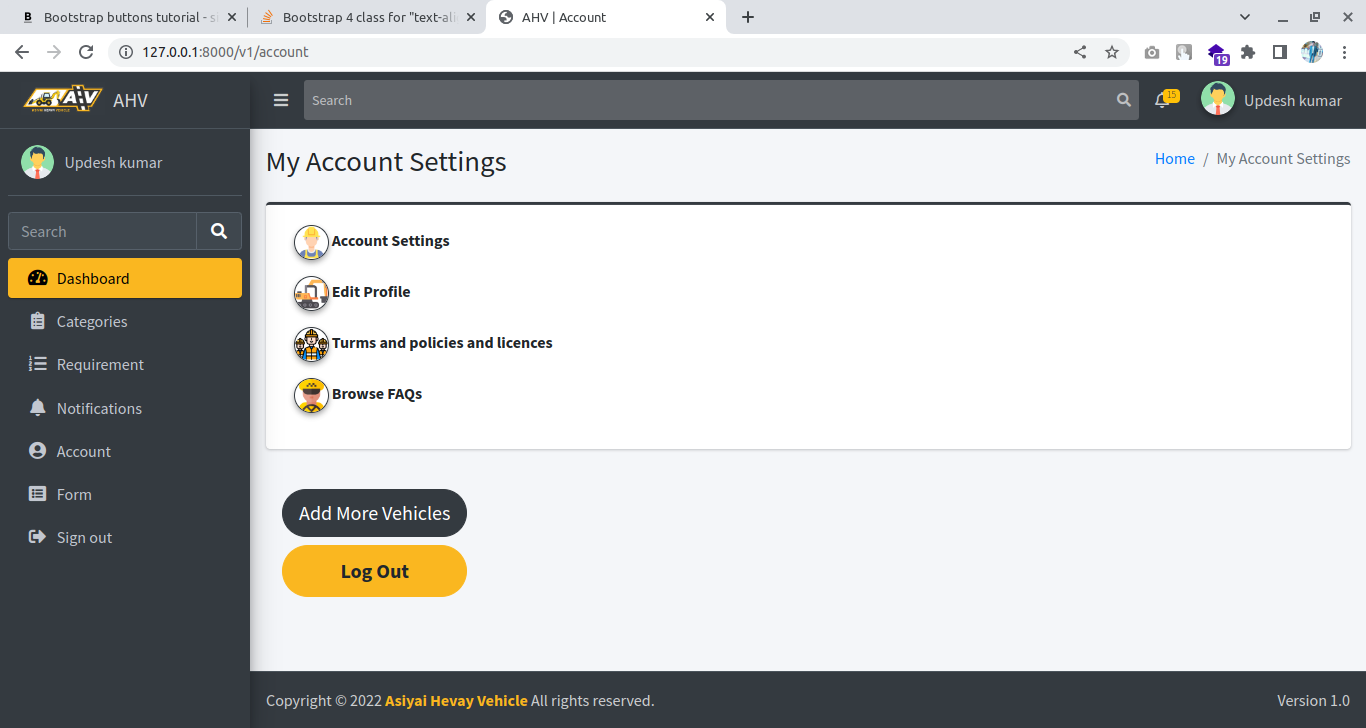 B Bootstrap buttons tutorial - s
Bootstrap 4 class for "text-ali
AHV | Account
127.0.0.1:8000/v1/account
19
AHV
AHV
Search
15
Updesh kumar
Updesh kumar
My Account Settings
Home / My Account Settings
Search
Dashboard
Categories
Requirement
Notifications
Account
Form
Sign out
Account Settings
Edit Profile
Turms and policies and licences
Browse FAQs
Add More Vehicles
Log Out
Copyright © 2022 Asiyai Hevay Vehicle All rights reserved.
Version 1.0